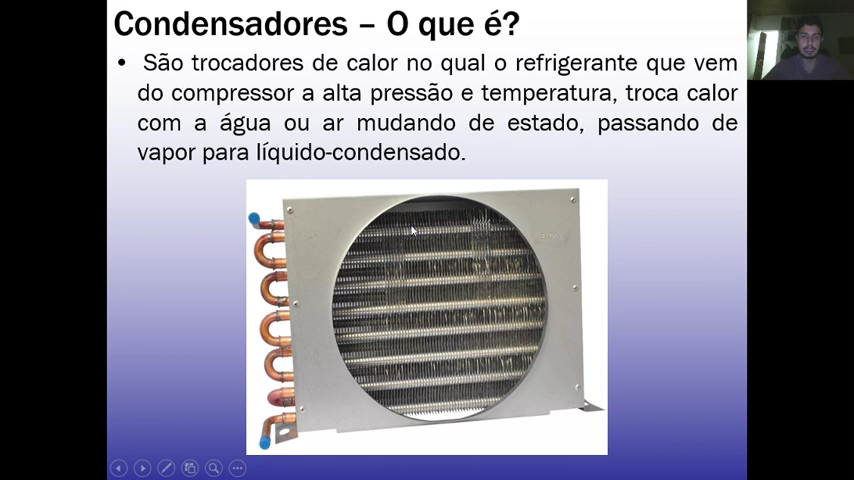 Condensadores – O que é?
• São trocadores de calor no qual o refrigerante que vem
do compressor a alta pressão e temperatura, troca calor
com a água ou ar mudando de estado, passando de
vapor para líquido-condensado.